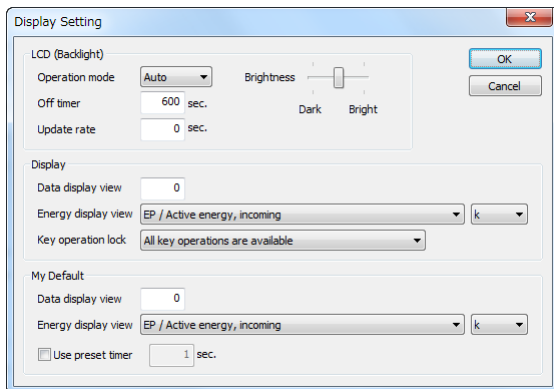 Display Setting
LCD (Backlight)
OK
Operation mode Auto Brightness
Cancel
Off timer 600 sec.
Dark Bright
Update rate 0 sec.
Display
Data display view 0
Energy display view EP / Active energy, incoming k
Key operation lock All key operations are available
My Default
Data display view 0
Energy display view EP / Active energy, incoming k
Use preset timer 1 sec.